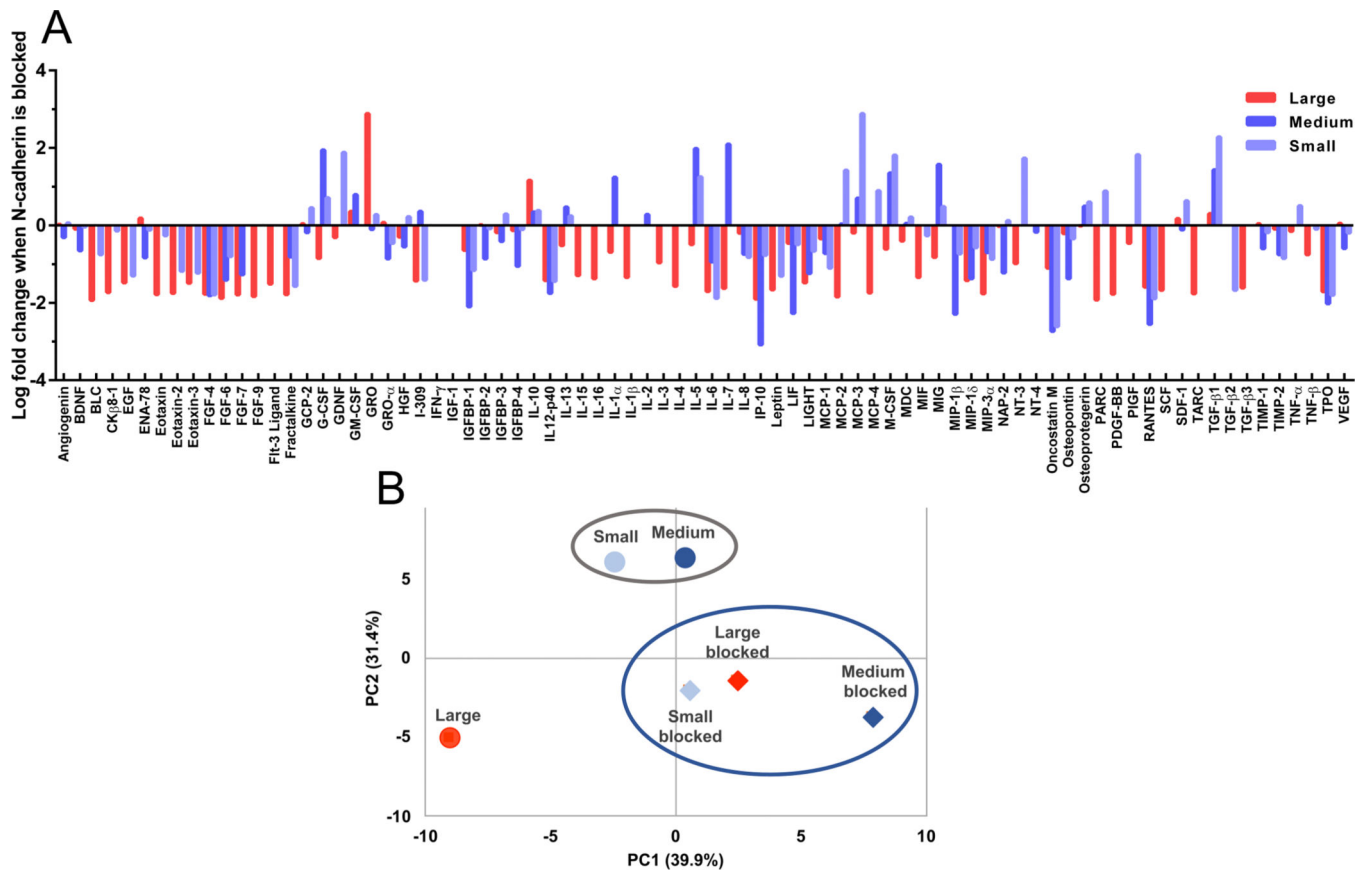 A
Log fold change when N-cadherin is blocked
4
2
0
-2
-4
Large
Medium
Small
Angiogenin
BDNF
BLC
CKβ8-1
EGF
ENA-78
Eotaxin
Eotaxin-2
Eotaxin-3
FGF-4
FGF-6
FGF-7
FGF-9
Flt-3 Ligand
Fractalkine
GCP-2
G-CSF
GDNF
GM-CSF
GRO
GRO-α
HGF
I-309
IFN-γ
IGF-1
IGFBP-1
IGFBP-2
IGFBP-3
IGFBP-4
IL-10
IL12-p40
IL-13
IL-15
IL-16
IL-1α
IL-1β
IL-2
IL-3
IL-4
IL-5
IL-6
IL-7
IL-8
IP-10
Leptin
LIF
LIGHT
MCP-1
MCP-2
MCP-3
MCP-4
M-CSF
MDC
MIF
MIG
MIP-1β
MIP-1δ
MIP-3α
NAP-2
NT-3
NT-4
Oncostatin M
Osteopontin
Osteoprotegerin
PARC
PDGF-BB
PIGF
RANTES
SCF
SDF-1
TARC
TGF-β1
TGF-β2
TGF-β3
TIMP-1
TIMP-2
TNF-α
TNF-β
TPO
VEGF
B
PC2 (31.4%)
5
0
-5
-10
Small
Medium
Large
blocked
Medium
blocked
Small
blocked
Large
-10
-5
0
5
10
PC1 (39.9%)